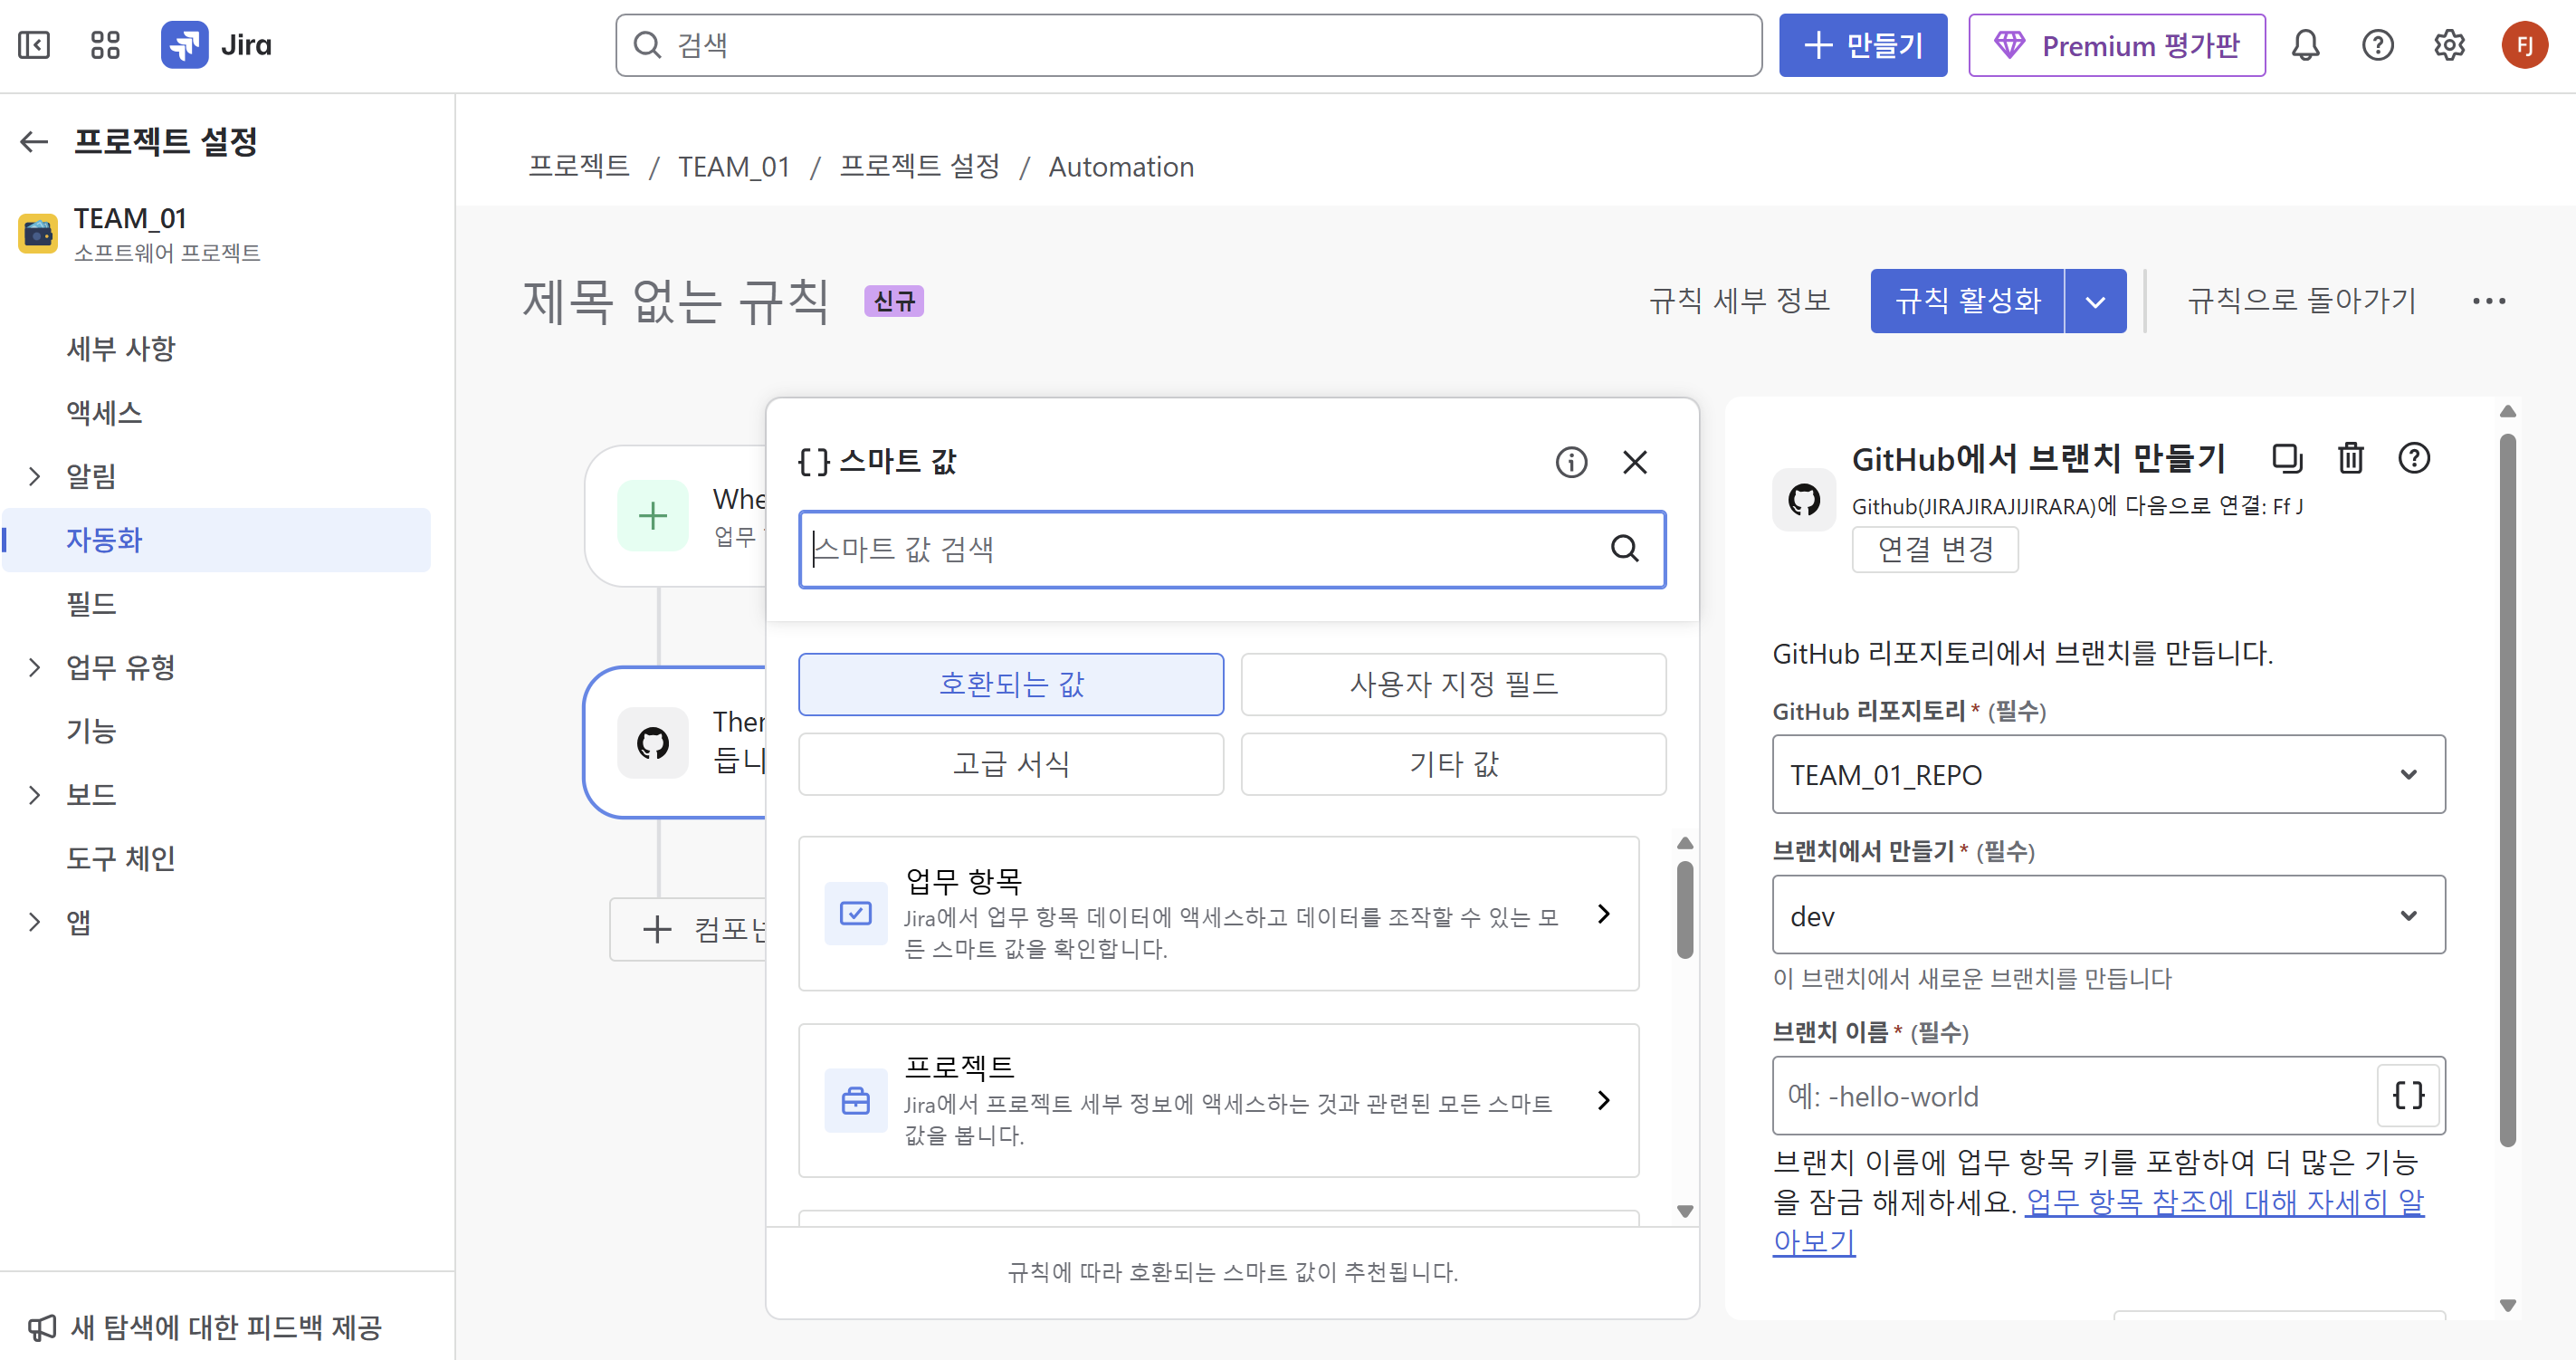 Jira
검색
만들기
Premium 평가판
FJ
프로젝트 설정
TEAM_01
소프트웨어 프로젝트
세부 사항
액세스
알림
자동화
필드
업무 유형
기능
보드
도구 체인
앱
새 탐색에 대한 피드백 제공
프로젝트 / TEAM_01 / 프로젝트 설정 / Automation
제목 없는 규칙 신규
규칙 세부 정보
규칙 활성화
규칙으로 돌아가기
Whe
업무
Ther
듭니
컴포넌
{} 스마트 값
스마트 값 검색
호환되는 값
사용자 지정 필드
고급 서식
기타 값
업무 항목
Jira에서 업무 항목 데이터에 액세스하고 데이터를 조작할 수 있는 모
든 스마트 값을 확인합니다.
프로젝트
Jira에서 프로젝트 세부 정보에 액세스하는 것과 관련된 모든 스마트
값을 봅니다.
규칙에 따라 호환되는 스마트 값이 추천됩니다.
GitHub에서 브랜치 만들기
Github(JIRAJIRAJIJIRARA)에 다음으로 연결: Ff J
연결 변경
GitHub 리포지토리에서 브랜치를 만듭니다.
GitHub 리포지토리* (필수)
TEAM_01_REPO
브랜치에서 만들기* (필수)
dev
이 브랜치에서 새로운 브랜치를 만듭니다
브랜치 이름* (필수)
예: -hello-world
{}
브랜치 이름에 업무 항목 키를 포함하여 더 많은 기능
을 잠금 해제하세요. 업무 항목 참조에 대해 자세히 알
아보기